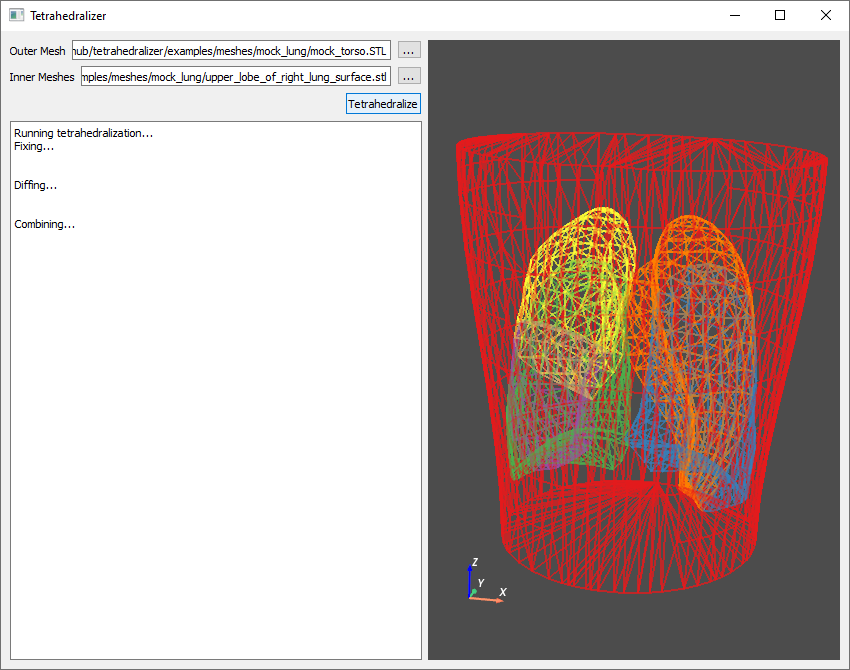 Tetrahedralizer
Outer Mesh hub/tetrahedralizer/examples/meshes/mock_lung/mock_torso.STL ...
Inner Meshes mples/meshes/mock_lung/upper_lobe_of_right_lung_surface.stl ...
Tetrahedralize
Running tetrahedralization...
Fixing...
Diffing...
Combining...
Z
Y
X